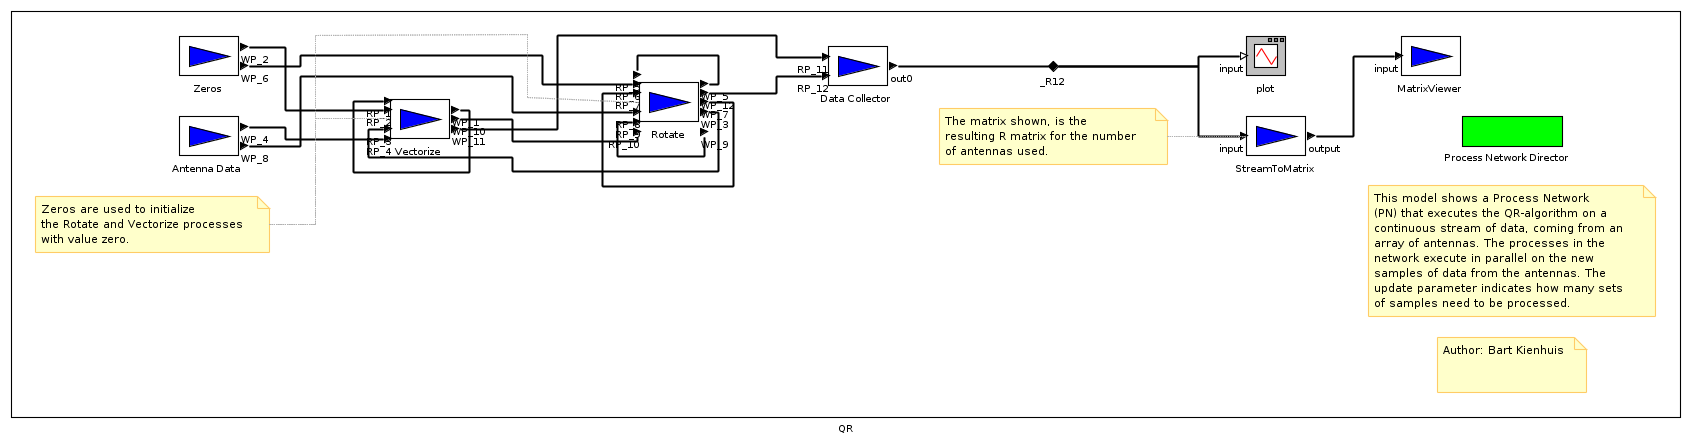 WP_2
WP_6
Zeros
WP_4
WP_8
Antenna Data
RP_2
RP_3
RP_4
WP_1
WP_10
WP_11
Vectorize
RP_5
RP_6
RP_7
RP_8
RP_10
WP_5
WP_12
WP_7
WP_3
WP_9
Rotate
RP_11
RP_12
out0
Data Collector
_R12
input
plot
input
MatrixViewer
input
output
StreamToMatrix
Process Network Director
The matrix shown, is the
resulting R matrix for the number
of antennas used.
Zeros are used to initialize
the Rotate and Vectorize processes
with value zero.
This model shows a Process Network
(PN) that executes the QR-algorithm on a
continuous stream of data, coming from an
array of antennas. The processes in the
network execute in parallel on the new
samples of data from the antennas. The
update parameter indicates how many sets
of samples need to be processed.
Author: Bart Kienhuis
QR